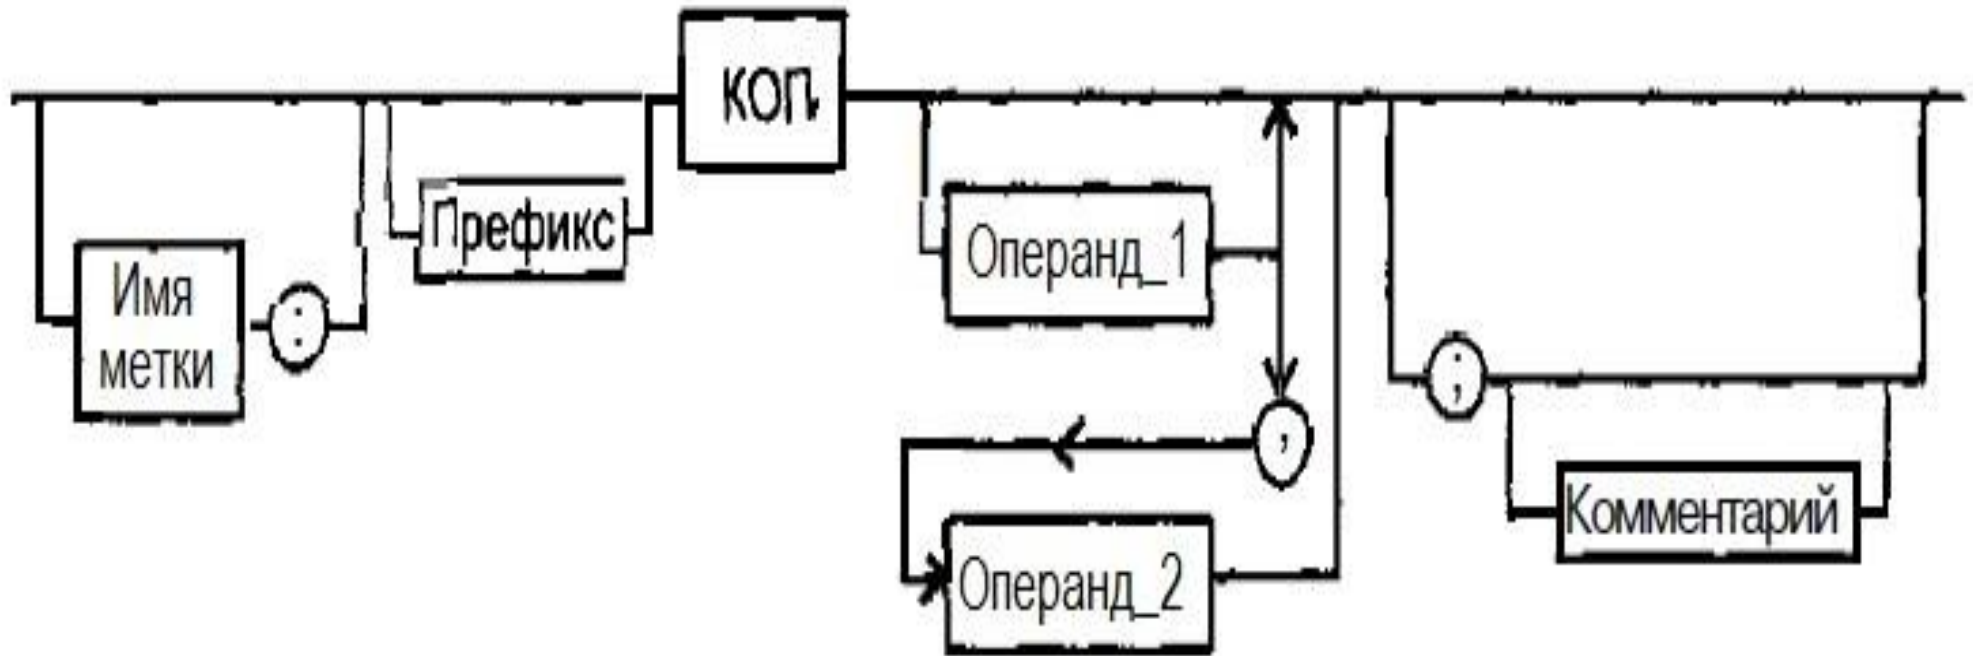 КОП
Префикс
Имя
метки
:
Операнд_1
,
Операнд_2
;
Комментарий